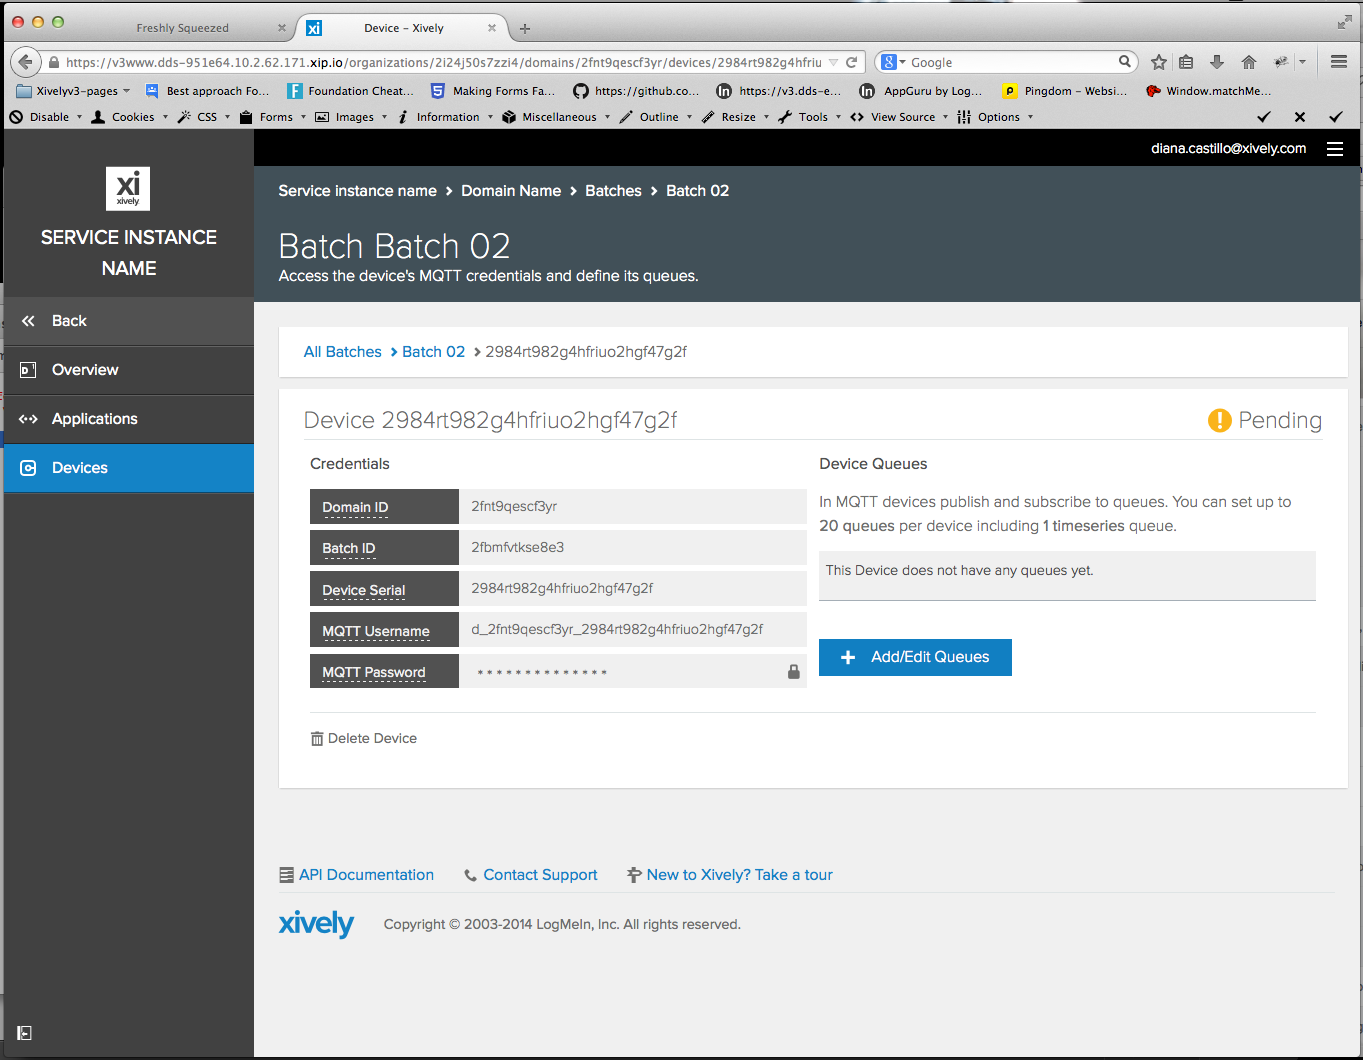 Freshly Squeezed
xi Device – Xively
https://v3www.dds-951e64.10.2.62.171.xip.io/organizations/2i24j50s7zzi4/domains/2fnt9qescf3yr/devices/2984rt982g4hfriu
Google
Xivelyv3-pages
Best approach Fo...
Foundation Cheat...
Making Forms Fa...
https://github.co...
https://v3.dds-e...
AppGuru by Log...
Pingdom – Websi...
Window.matchMe...
Disable
Cookies
CSS
Forms
Images
Information
Miscellaneous
Outline
Resize
Tools
View Source
Options
diana.castillo@xively.com
xi
xively
SERVICE INSTANCE
NAME
Back
Overview
Applications
Devices
Service instance name > Domain Name > Batches > Batch 02
Batch Batch 02
Access the device's MQTT credentials and define its queues.
All Batches > Batch 02 > 2984rt982g4hfriuo2hgf47g2f
Device 2984rt982g4hfriuo2hgf47g2f
Pending
Credentials
Domain ID 2fnt9qescf3yr
Batch ID 2fbmfvtkse8e3
Device Serial 2984rt982g4hfriuo2hgf47g2f
MQTT Username d_2fnt9qescf3yr_2984rt982g4hfriuo2hgf47g2f
MQTT Password **************
Delete Device
Device Queues
In MQTT devices publish and subscribe to queues. You can set up to
20 queues per device including 1 timeseries queue.
This Device does not have any queues yet.
+ Add/Edit Queues
API Documentation
Contact Support
New to Xively? Take a tour
xively
Copyright © 2003-2014 LogMeIn, Inc. All rights reserved.